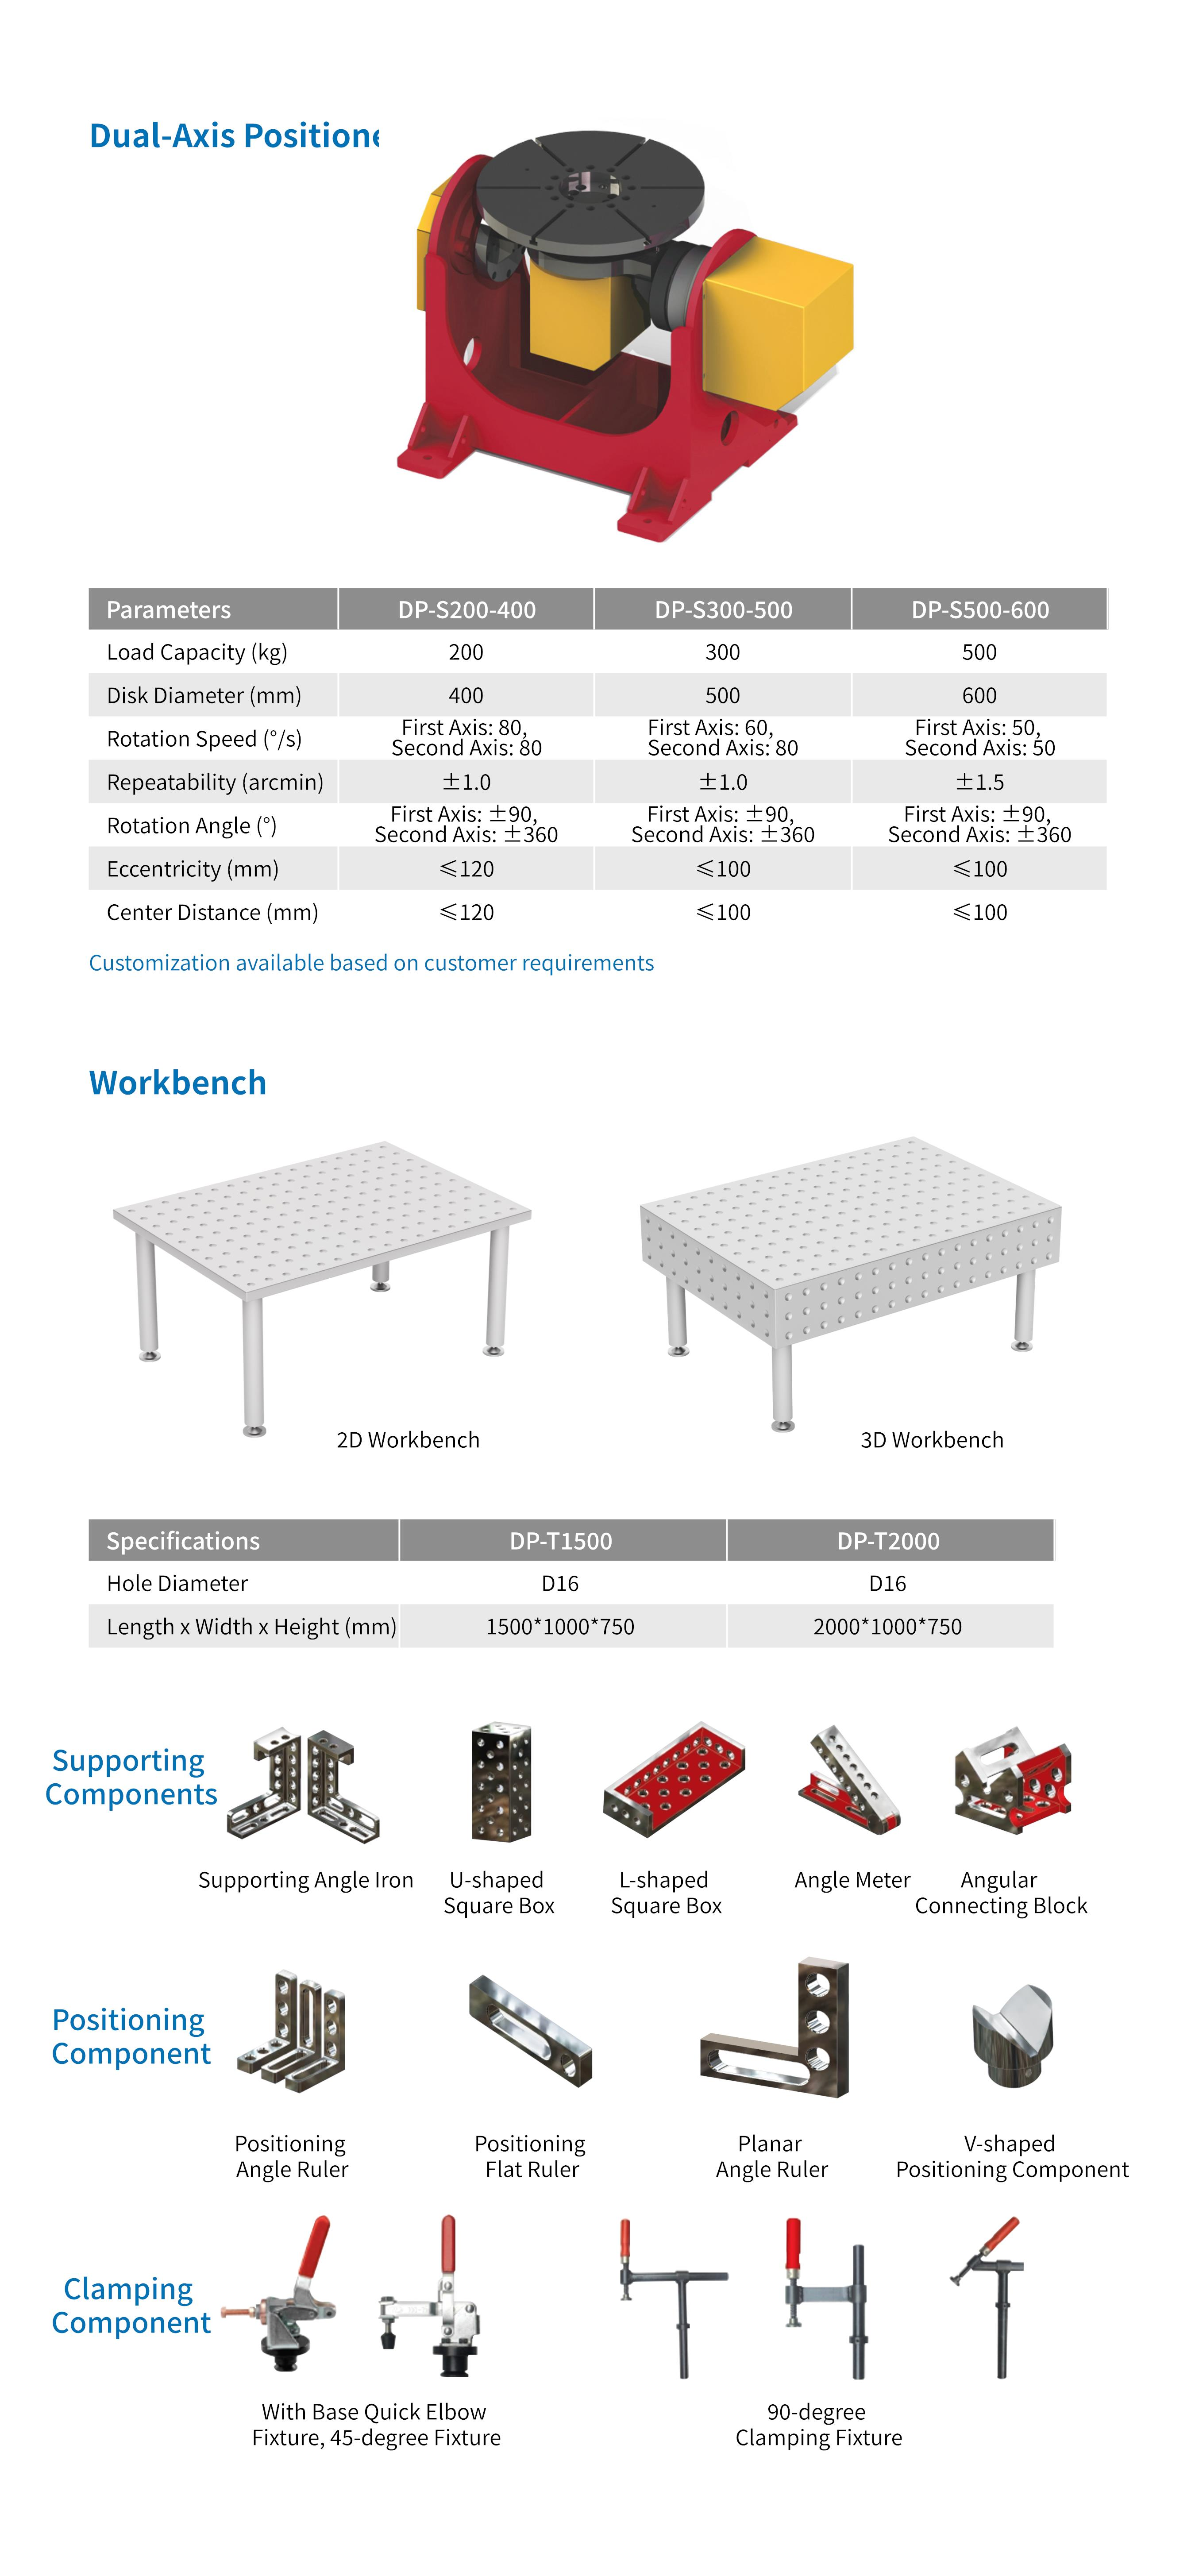 Dual-Axis Positione
Parameters DP-S200-400 DP-S300-500 DP-S500-600
Load Capacity (kg) 200 300 500
Disk Diameter (mm) 400 500 600
Rotation Speed (°/s) First Axis: 80, Second Axis: 80 First Axis: 60, Second Axis: 80 First Axis: 50, Second Axis: 50
Repeatability (arcmin) ±1.0 ±1.0 ±1.5
Rotation Angle (°) First Axis: ±90, Second Axis: ±360 First Axis: ±90, Second Axis: ±360 First Axis: ±90, Second Axis: ±360
Eccentricity (mm) ⩽120 ⩽100 ⩽100
Center Distance (mm) ⩽120 ⩽100 ⩽100
Customization available based on customer requirements
Workbench
2D Workbench
3D Workbench
Specifications DP-T1500 DP-T2000
Hole Diameter D16 D16
Length x Width x Height (mm) 1500*1000*750 2000*1000*750
Supporting
Components
Supporting Angle Iron
U-shaped
Square Box
L-shaped
Square Box
Angle Meter
Angular
Connecting Block
Positioning
Component
Positioning
Angle Ruler
Positioning
Flat Ruler
Planar
Angle Ruler
V-shaped
Positioning Component
Clamping
Component
With Base Quick Elbow
Fixture, 45-degree Fixture
90-degree
Clamping Fixture